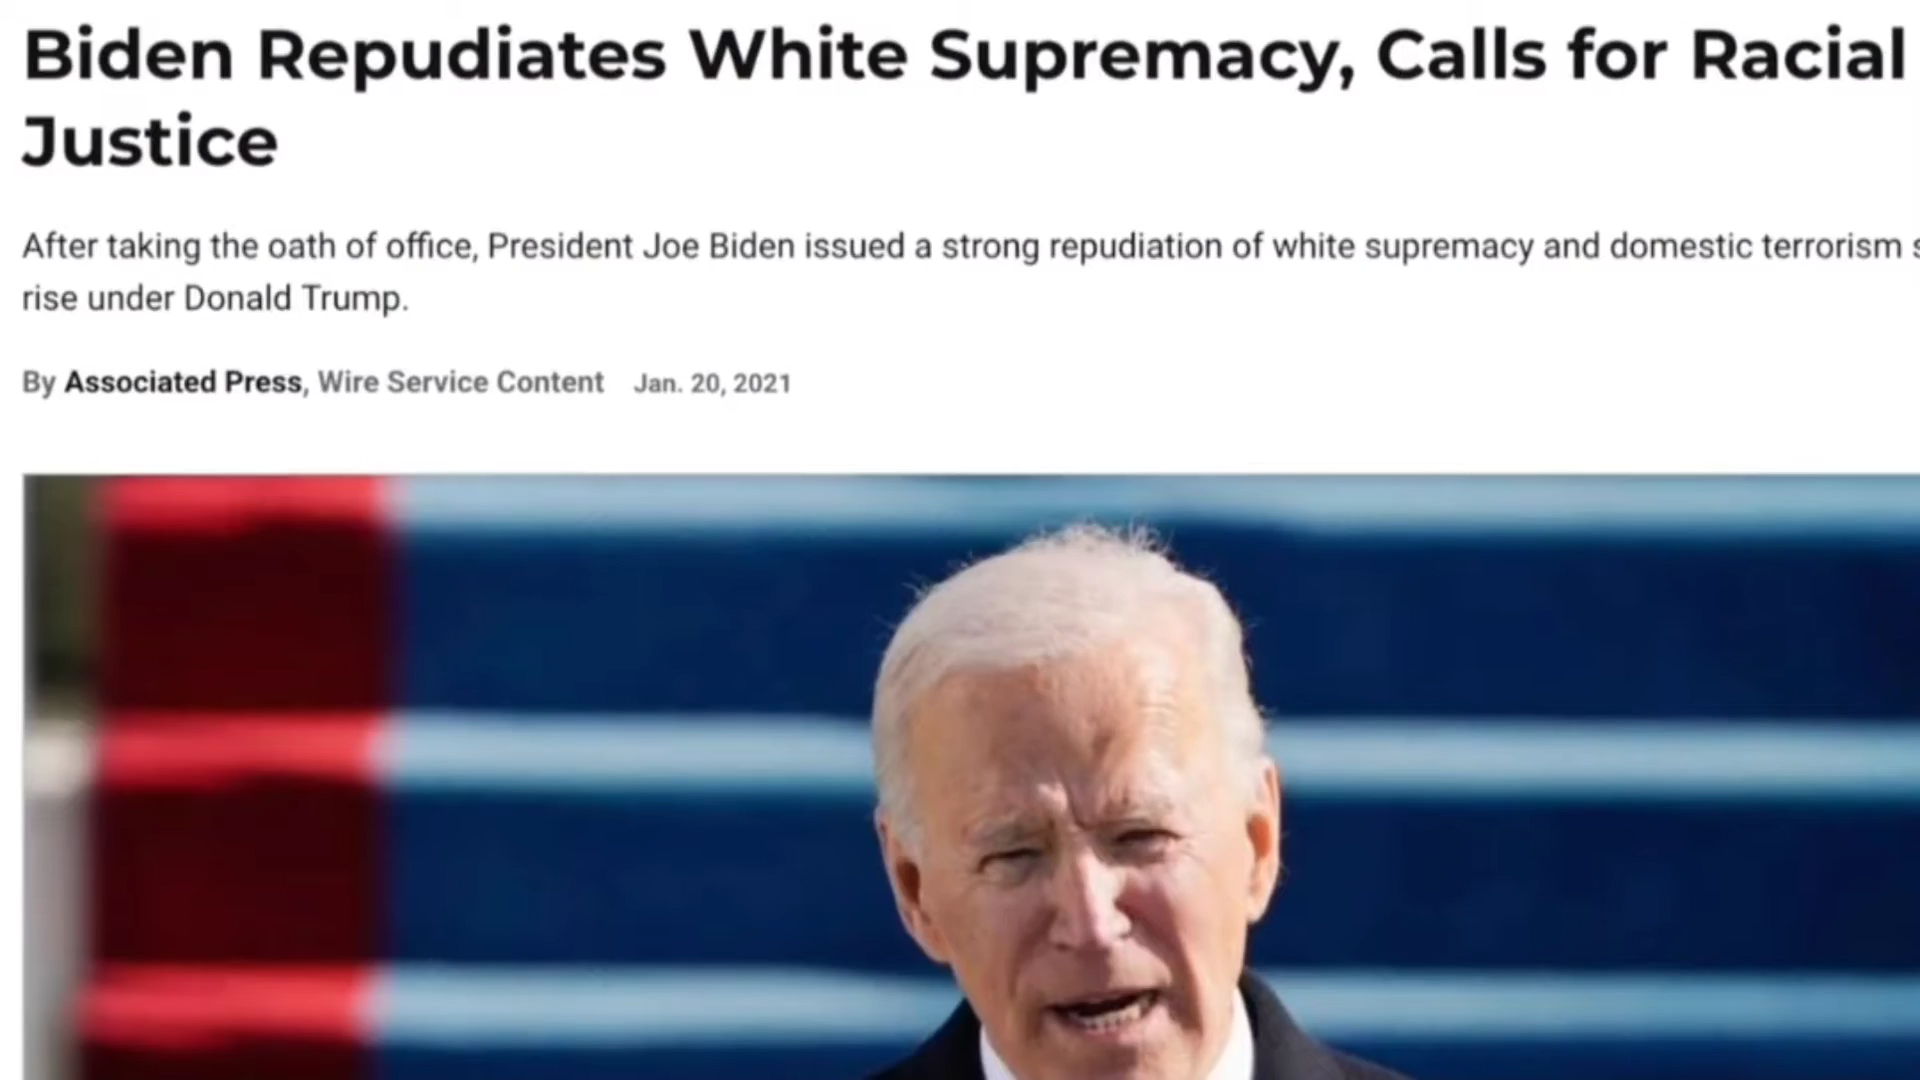 Biden Repudiates White Supremacy, Calls for Racial
Justice
After taking the oath of office, President Joe Biden issued a strong repudiation of white supremacy and domestic terrorism
rise under Donald Trump.
By Associated Press, Wire Service Content Jan. 20, 2021